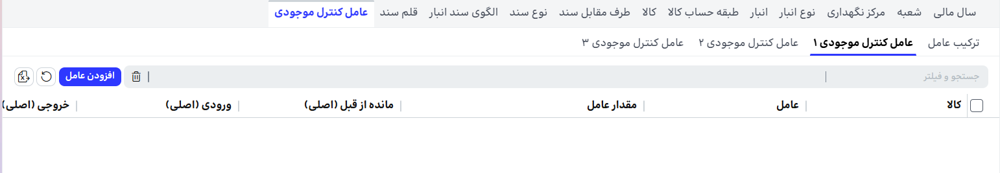 سال مالی شعبه مرکز نگهداری نوع انبار انبار طبقه حساب کالا کالا طرف مقابل سند نوع سند الگوی سند انبار قلم سند عامل کنترل موجودی
ترکیب عامل عامل کنترل موجودی ۱ عامل کنترل موجودی ۲ عامل کنترل موجودی ۳
جستجو و فیلتر افزودن عامل
کالا عامل مقدار عامل مانده از قبل (اصلی) ورودی (اصلی) خروجی (اصلی)